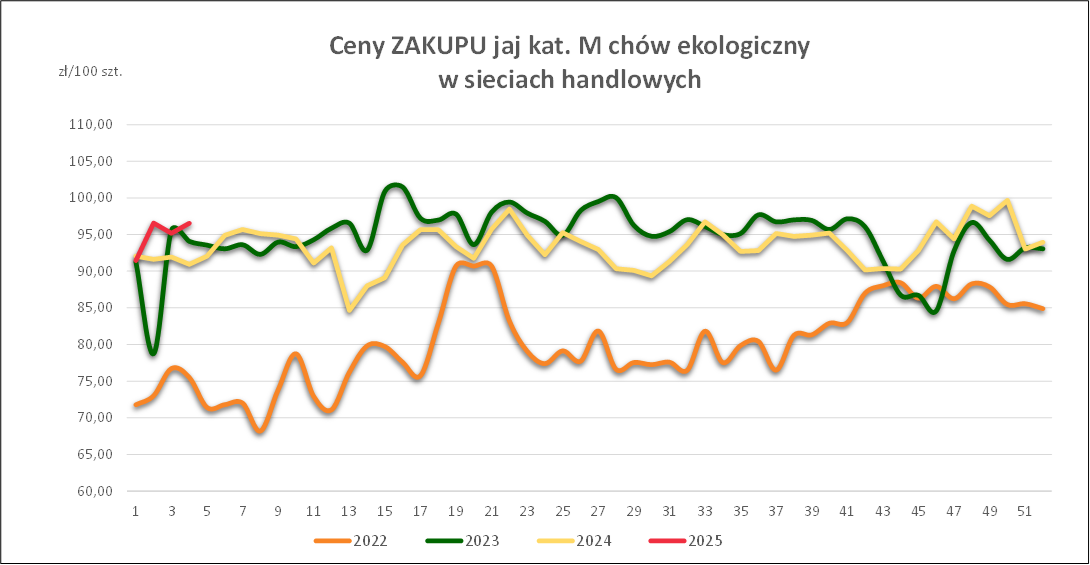 Ceny ZAKUPU jaj kat. M chów ekologiczny
w sieciach handlowych
zł/100 szt.
110,00
105,00
100,00
95,00
90,00
85,00
80,00
75,00
70,00
65,00
60,00
1 3 5 7 9 11 13 15 17 19 21 23 25 27 29 31 33 35 37 39 41 43 45 47 49 51
2022 2023 2024 2025